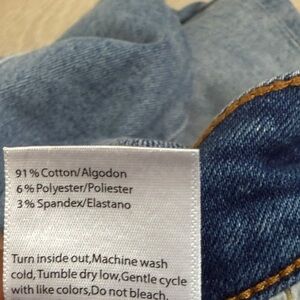 91% Cotton/Algodon
6% Polyester/Poliester
3% Spandex/Elastano
Turn inside out,Machine wash
cold,Tumble dry low,Gentle cycle
with like colors,Do not bleach.